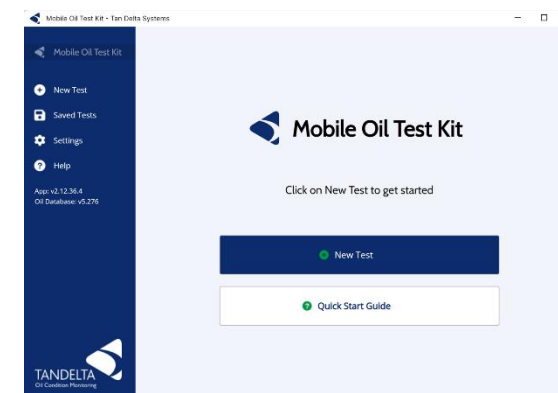 Mobile Oil Test Kit - Tan Delta Systems
Mobile Oil Test Kit
New Test
Saved Tests
Settings
Help
App: v2.12.36.4
Oil Database: v5.276
Mobile Oil Test Kit
Click on New Test to get started
New Test
Quick Start Guide
TANDELTA
Oil Condition Monitoring